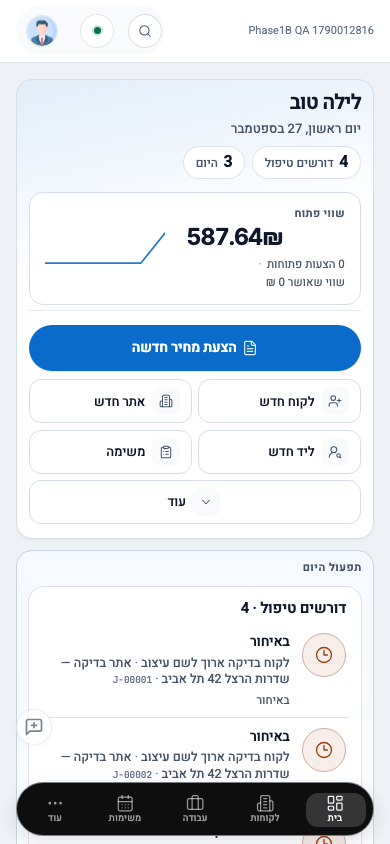 Phase1B QA 1790012816
לילה טוב
יום ראשון, 27 בספטמבר
4 דורשים טיפול
3 היום
שווי פתוח
₪587.64
0 הצעות פתוחות ·
שווי שאושר 0 ₪
הצעת מחיר חדשה
לקוח חדש
אתר חדש
ליד חדש
משימה
עוד
תפעול היום
דורשים טיפול · 4
באיחור
לקוח בדיקה ארוך לשם עיצוב · אתר בדיקה —
שדרות הרצל 42 תל אביב · J-00001
באיחור
באיחור
לקוח בדיקה ארוך לשם עיצוב · אתר בדיקה —
שדרות הרצל 42 תל אביב · J-00002
בית
לקוחות
עבודה
משימות
עוד